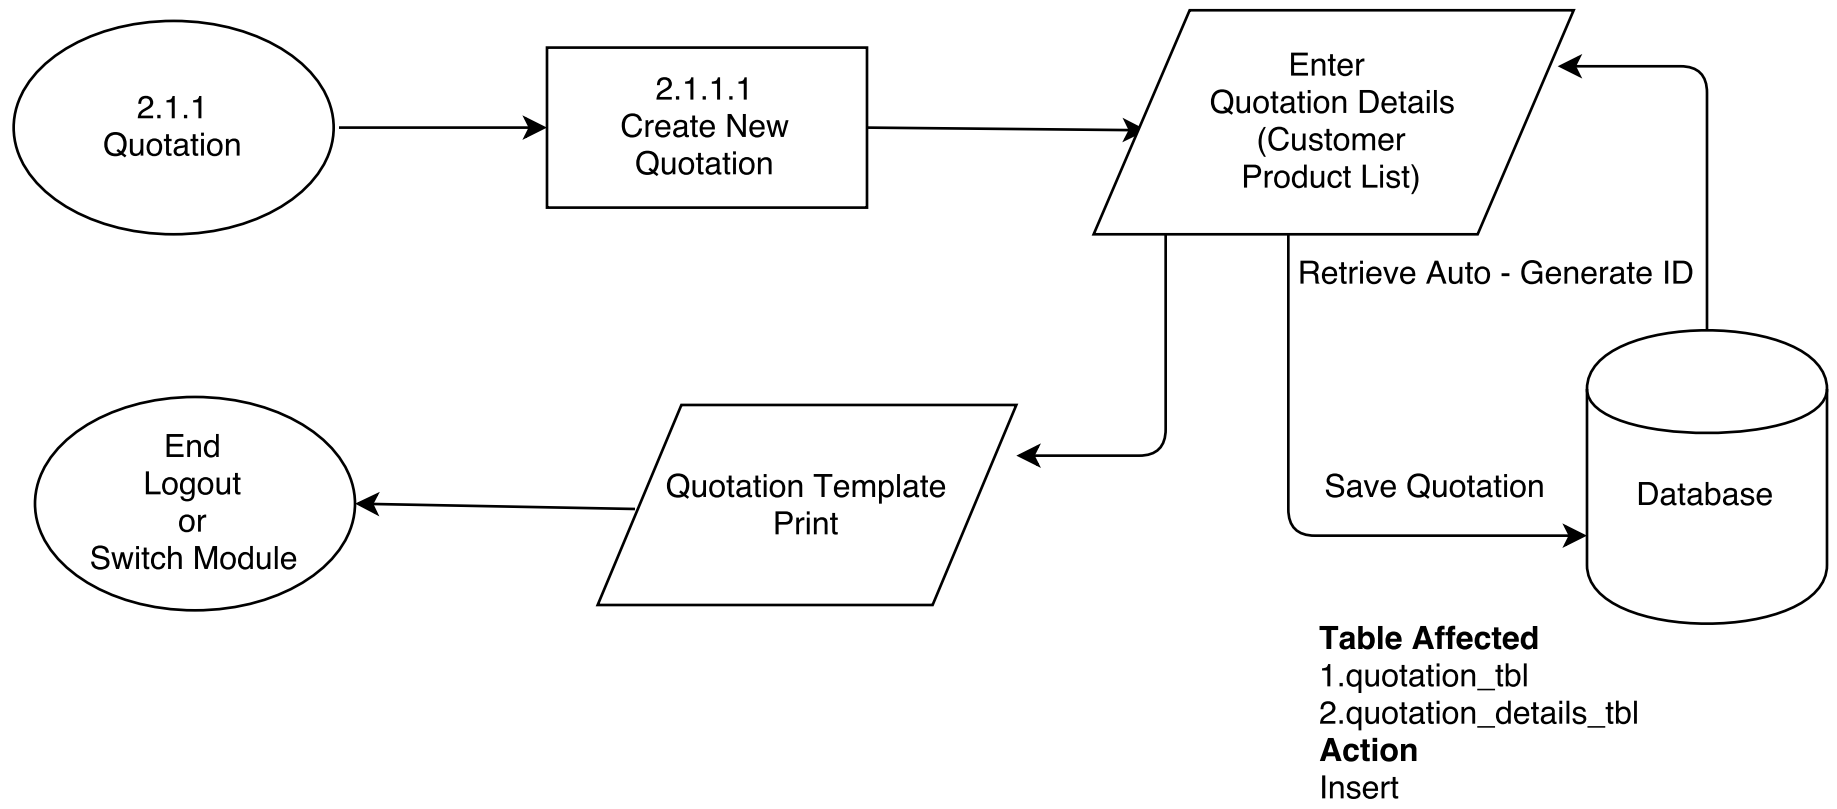 2.1.1
Quotation
2.1.1.1
Create New
Quotation
Enter
Quotation Details
(Customer
Product List)
Retrieve Auto - Generate ID
End
Logout
or
Switch Module
Quotation Template
Print
Save Quotation
Database
Table Affected
1.quotation_tbl
2.quotation_details_tbl
Action
Insert